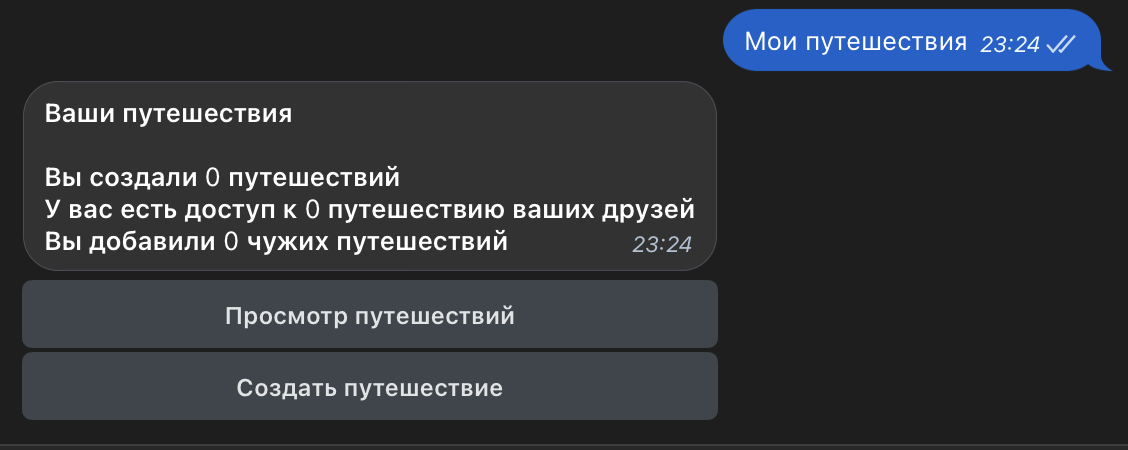 Мои путешествия 23:24
Ваши путешествия
Вы создали 0 путешествий
У вас есть доступ к 0 путешествию ваших друзей
Вы добавили 0 чужих путешествий 23:24
Просмотр путешествий
Создать путешествие